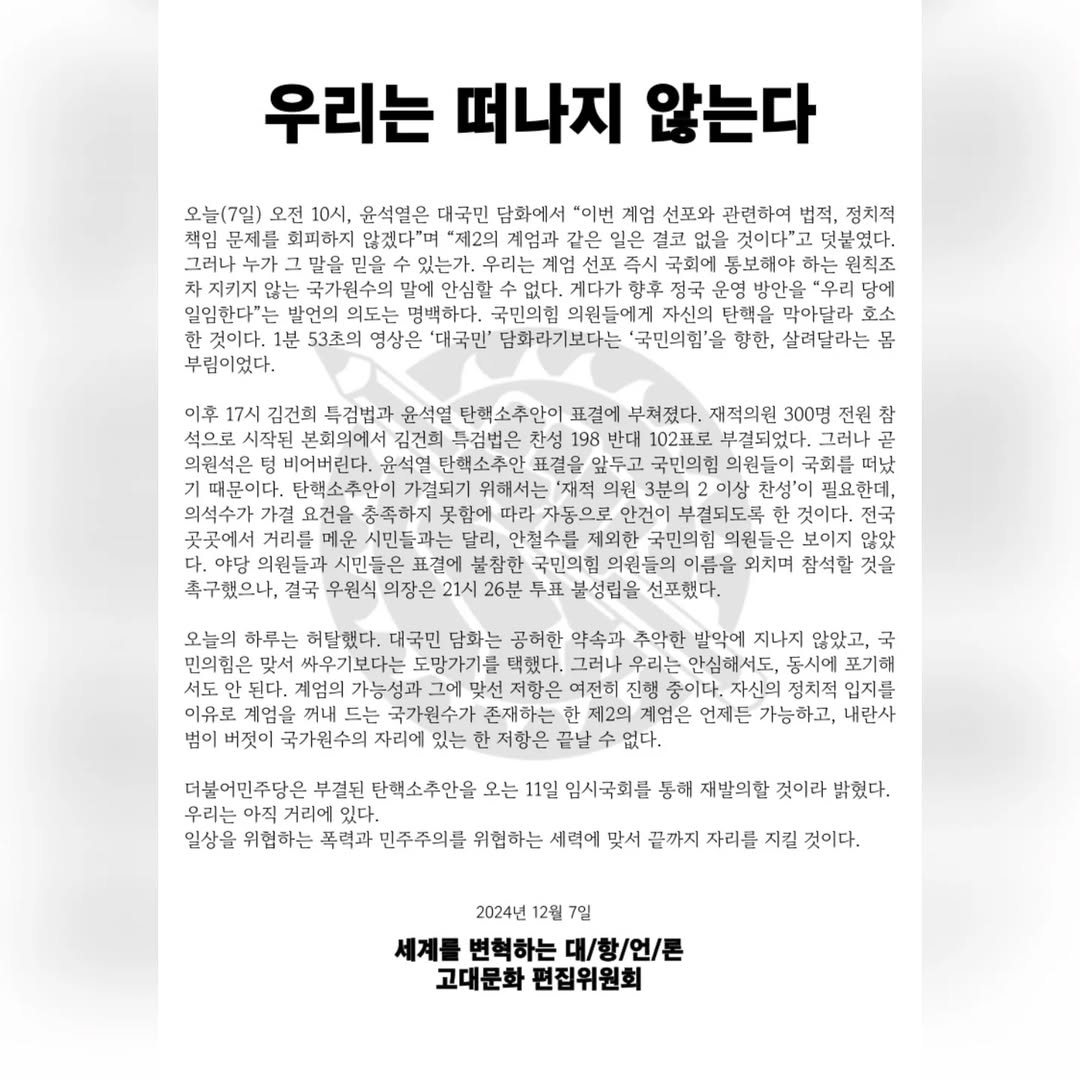 우리는 떠나지 않는다
오늘(7일) 오전 10시, 윤석열은 대국민 담화에서 “이번 계엄 선포와 관련하여 법적, 정치적
책임 문제를 회피하지 않겠다”며 “제2의 계엄과 같은 일은 결코 없을 것이다”고 덧붙였다.
그러나 누가 그 말을 믿을 수 있는가. 우리는 계엄 선포 즉시 국회에 통보해야 하는 원칙조
차 지키지 않는 국가원수의 말에 안심할 수 없다. 게다가 향후 정국 운영 방안을 “우리 당에
일임한다”는 발언의 의도는 명백하다. 국민의힘 의원들에게 자신의 탄핵을 막아달라 호소
한 것이다. 1분 53초의 영상은 ‘대국민’ 담화라기보다는 ‘국민의힘’을 향한, 살려달라는 몸
부림이었다.
이후 17시 김건희 특검법과 윤석열 탄핵소추안이 표결에 부쳐졌다. 재적의원 300명 전원 참
석으로 시작된 본회의에서 김건희 특검법은 찬성 198 반대 102표로 부결되었다. 그러나 곧
의원석은 텅 비어버린다. 윤석열 탄핵소추안 표결을 앞두고 국민의힘 의원들이 국회를 떠났
기 때문이다. 탄핵소추안이 가결되기 위해서는 ‘재적 의원 3분의 2 이상 찬성’이 필요한데,
의석수가 가결 요건을 충족하지 못함에 따라 자동으로 안건이 부결되도록 한 것이다. 전국
곳곳에서 거리를 메운 시민들과는 달리, 안철수를 제외한 국민의힘 의원들은 보이지 않았
다. 야당 의원들과 시민들은 표결에 불참한 국민의힘 의원들의 이름을 외치며 참석할 것을
촉구했으나, 결국 우원식 의장은 21시 26분 투표 불성립을 선포했다.
오늘의 하루는 허탈했다. 대국민 담화는 공허한 약속과 추악한 발악에 지나지 않았고, 국
민의힘은 맞서 싸우기보다는 도망가기를 택했다. 그러나 우리는 안심해서도, 동시에 포기해
서도 안 된다. 계엄의 가능성과 그에 맞선 저항은 여전히 진행 중이다. 자신의 정치적 입지를
이유로 계엄을 꺼내 드는 국가원수가 존재하는 한 제2의 계엄은 언제든 가능하고, 내란사
범이 버젓이 국가원수의 자리에 있는 한 저항은 끝날 수 없다.
더불어민주당은 부결된 탄핵소추안을 오는 11일 임시국회를 통해 재발의할 것이라 밝혔다.
우리는 아직 거리에 있다.
일상을 위협하는 폭력과 민주주의를 위협하는 세력에 맞서 끝까지 자리를 지킬 것이다.
2024년 12월 7일
세계를 변혁하는 대/항/언/론
고대문화 편집위원회